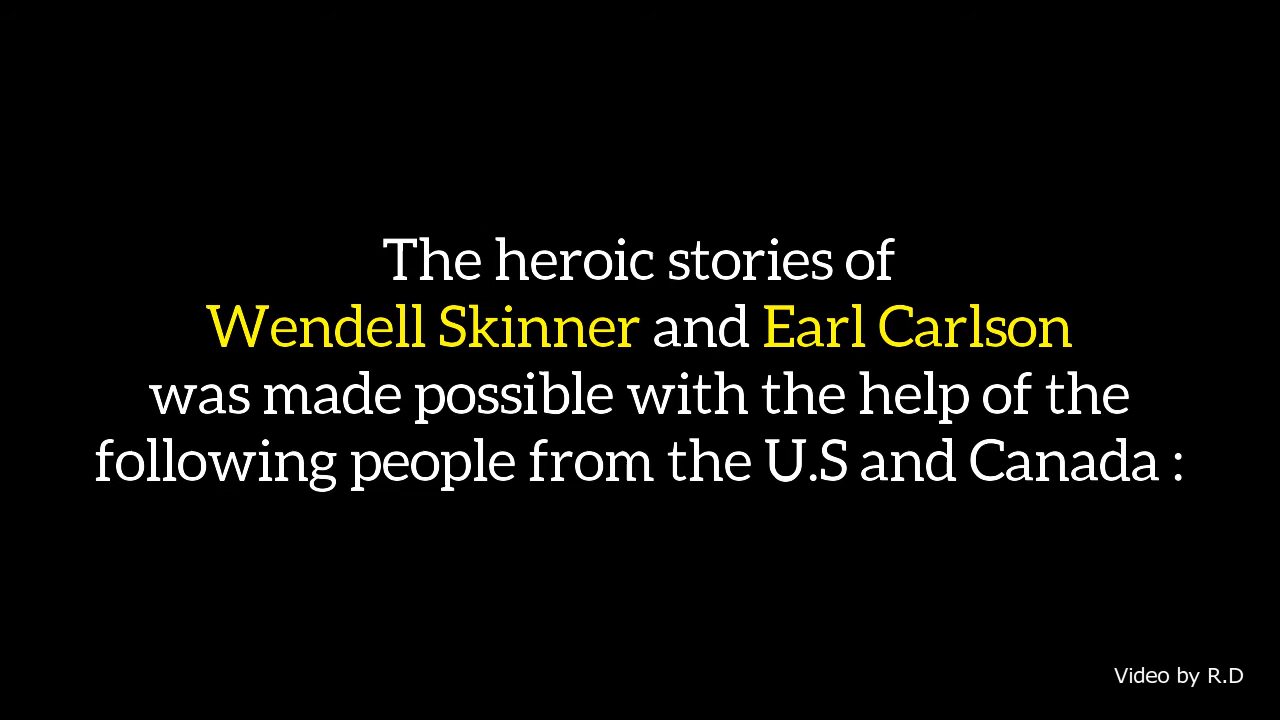 The heroic stories of
Wendell Skinner and Earl Carlson
was made possible with the help of the
following people from the U.S and Canada :
Video by R.D